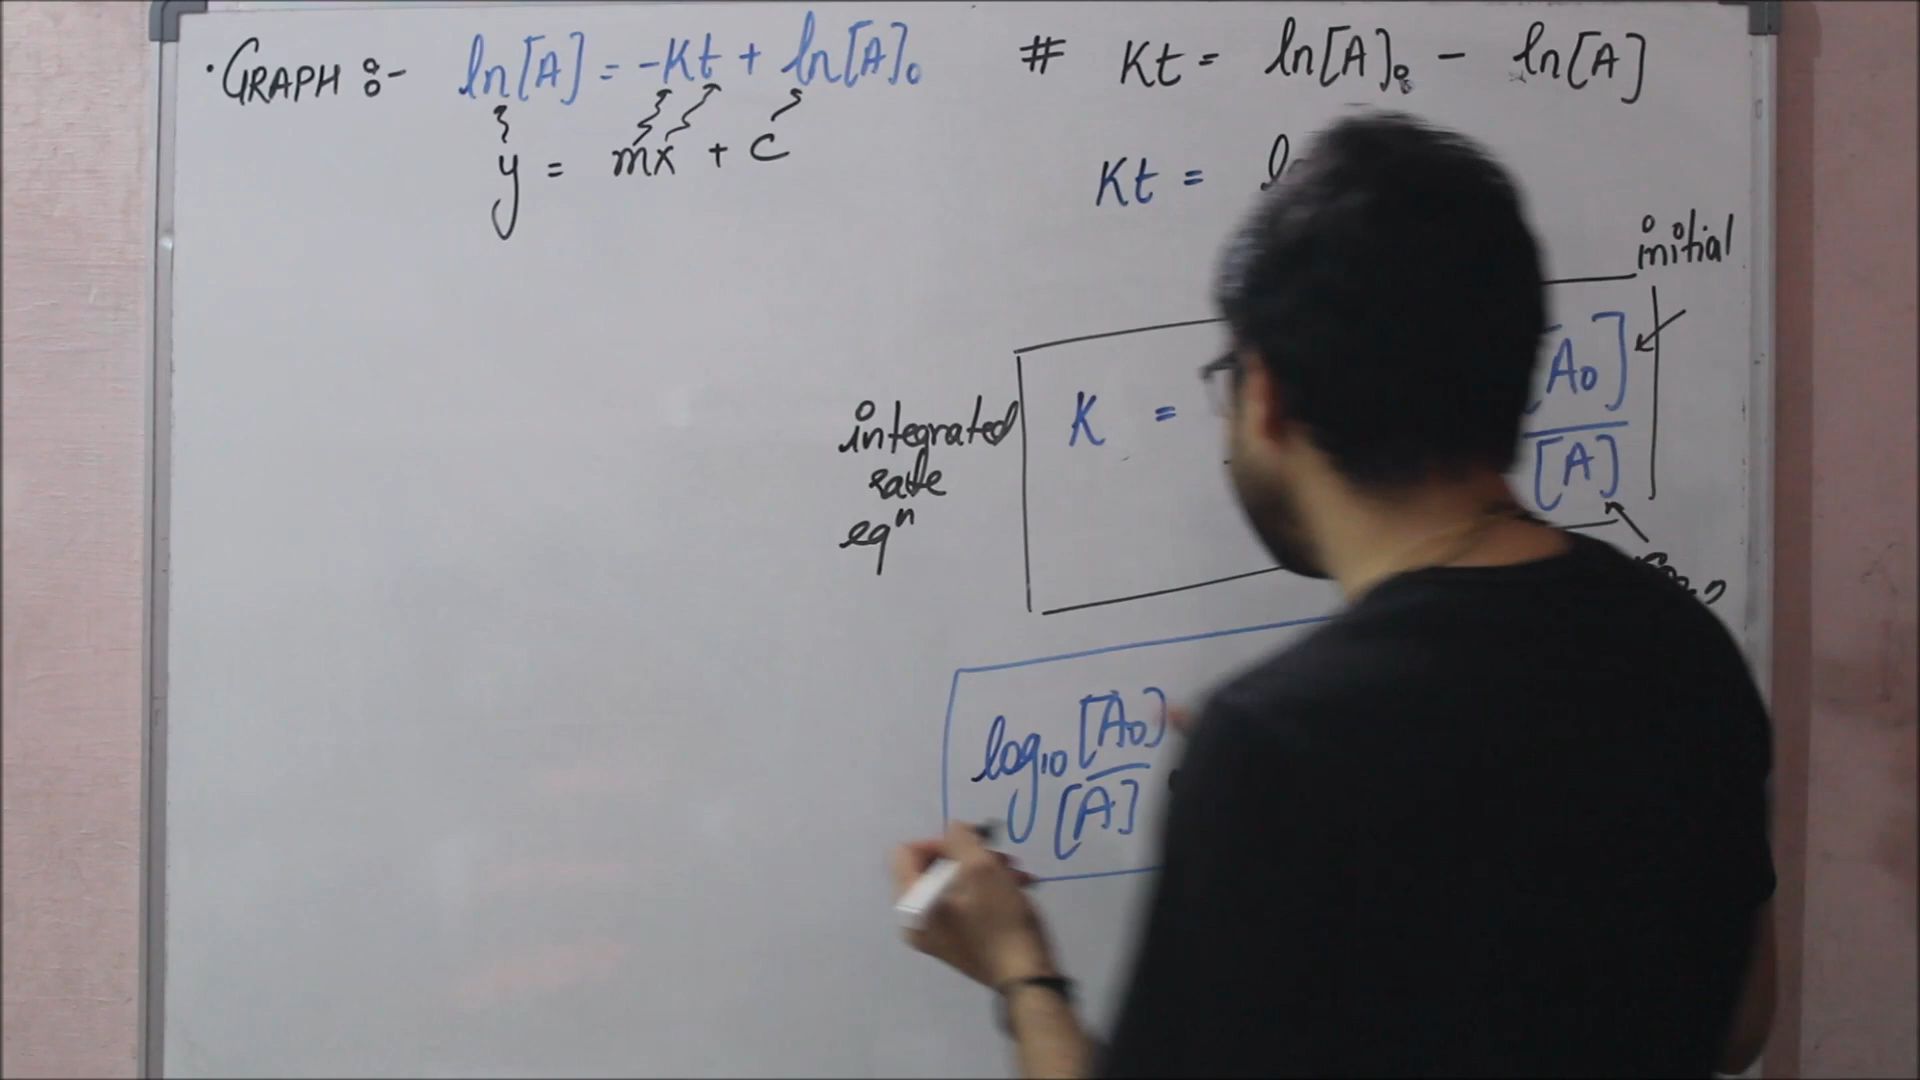 ·GRAPH :- ln[A] = -Kt + ln[A]₀
y = mx + c
# Kt = ln[A]₀ - ln[A]
Kt = l
initial
integrated
rate
eqⁿ
K = [A₀]
[A]
log₁₀ [A₀]
[A]